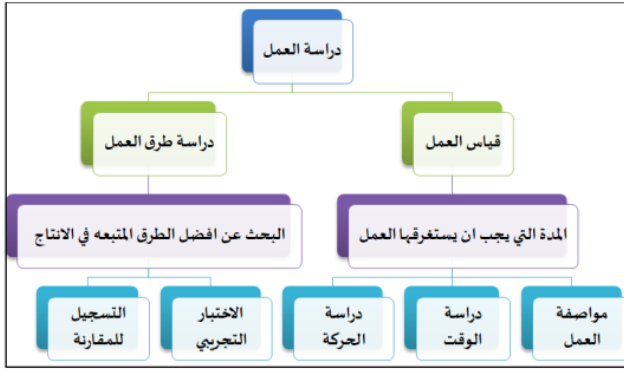 دراسة العمل
قياس العمل
دراسة طرق العمل
المدة التي يجب ان يستغرقها العمل
البحث عن افضل الطرق المتبعه في الانتاج
مواصفة
العمل
دراسة
الوقت
دراسة
الحركة
الاختبار
التجريبي
التسجيل
للمقارنة